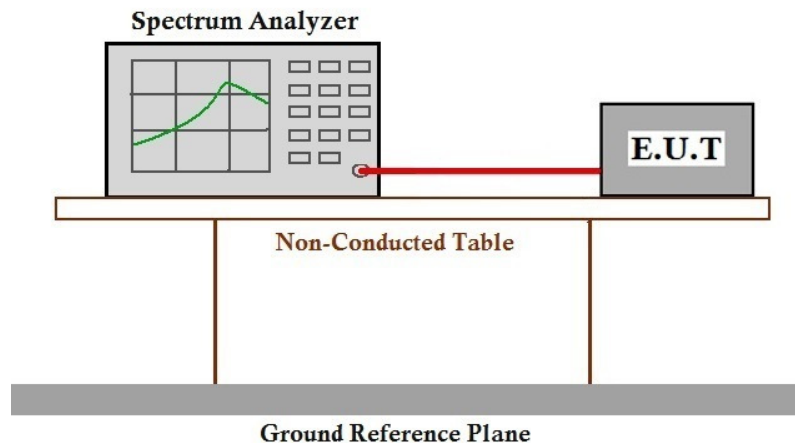 Spectrum Analyzer
E.U.T
Non-Conducted Table
Ground Reference Plane